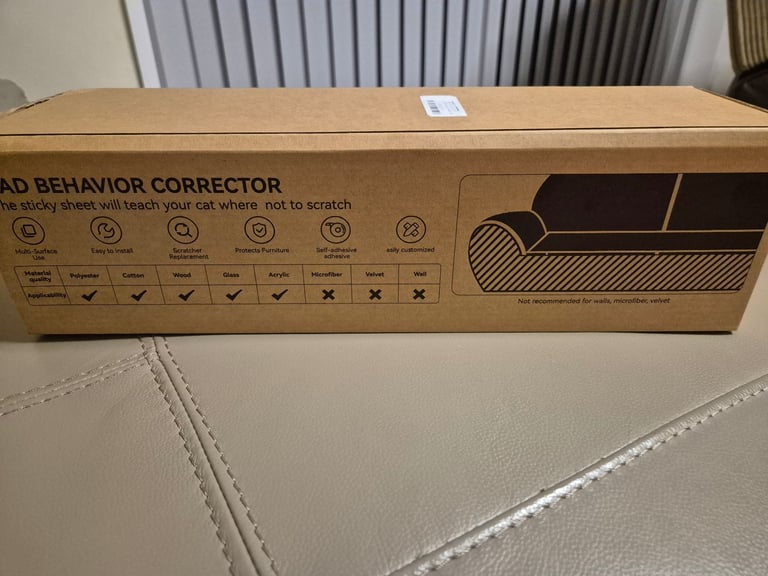 AD BEHAVIOR CORRECTOR
he sticky sheet will teach your cat where not to scratch
Multi-Surface
Use
Easy to install
Scratcher
Replacement
Protects Furniture
Self-adhesive
adhesive
asily customized
Material
quality
Polyester
Cotton
Wood
Glass
Acrylic
Microfiber
Velvet
Wall
Applicability
Not recommended for walls, microfiber, velvet